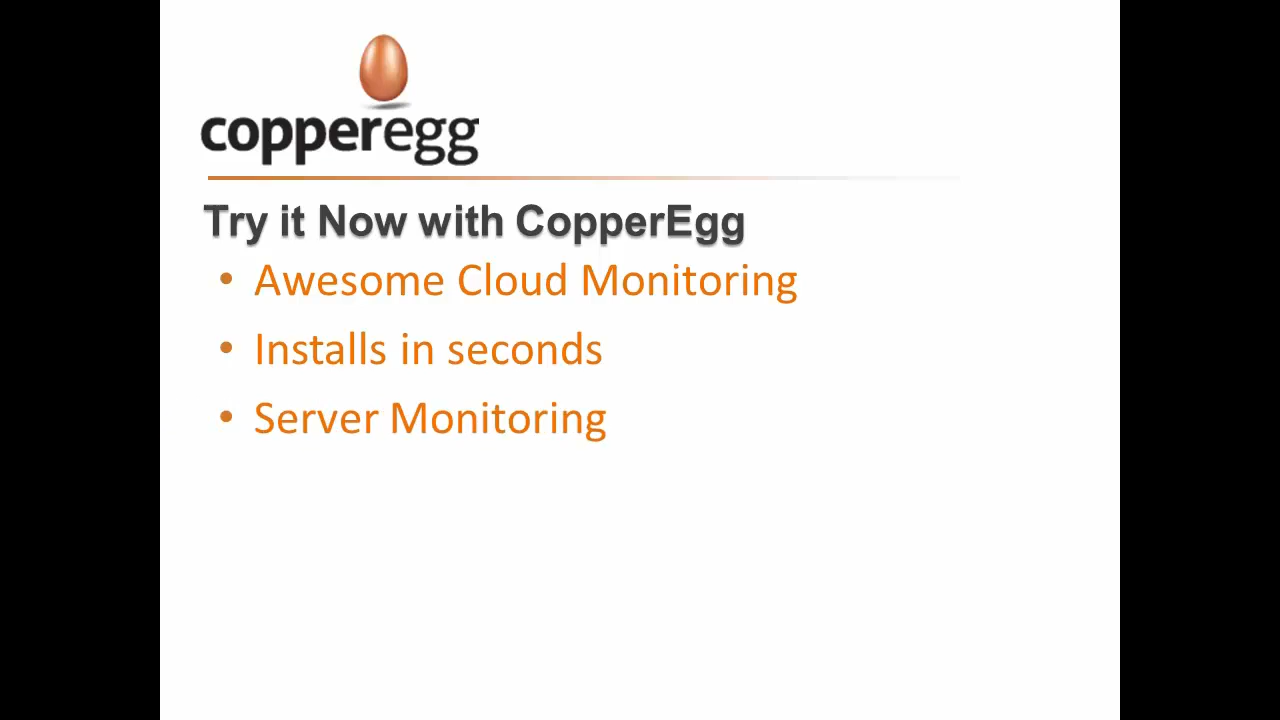 copperegg
Try it Now with CopperEgg
• Awesome Cloud Monitoring
• Installs in seconds
• Server Monitoring